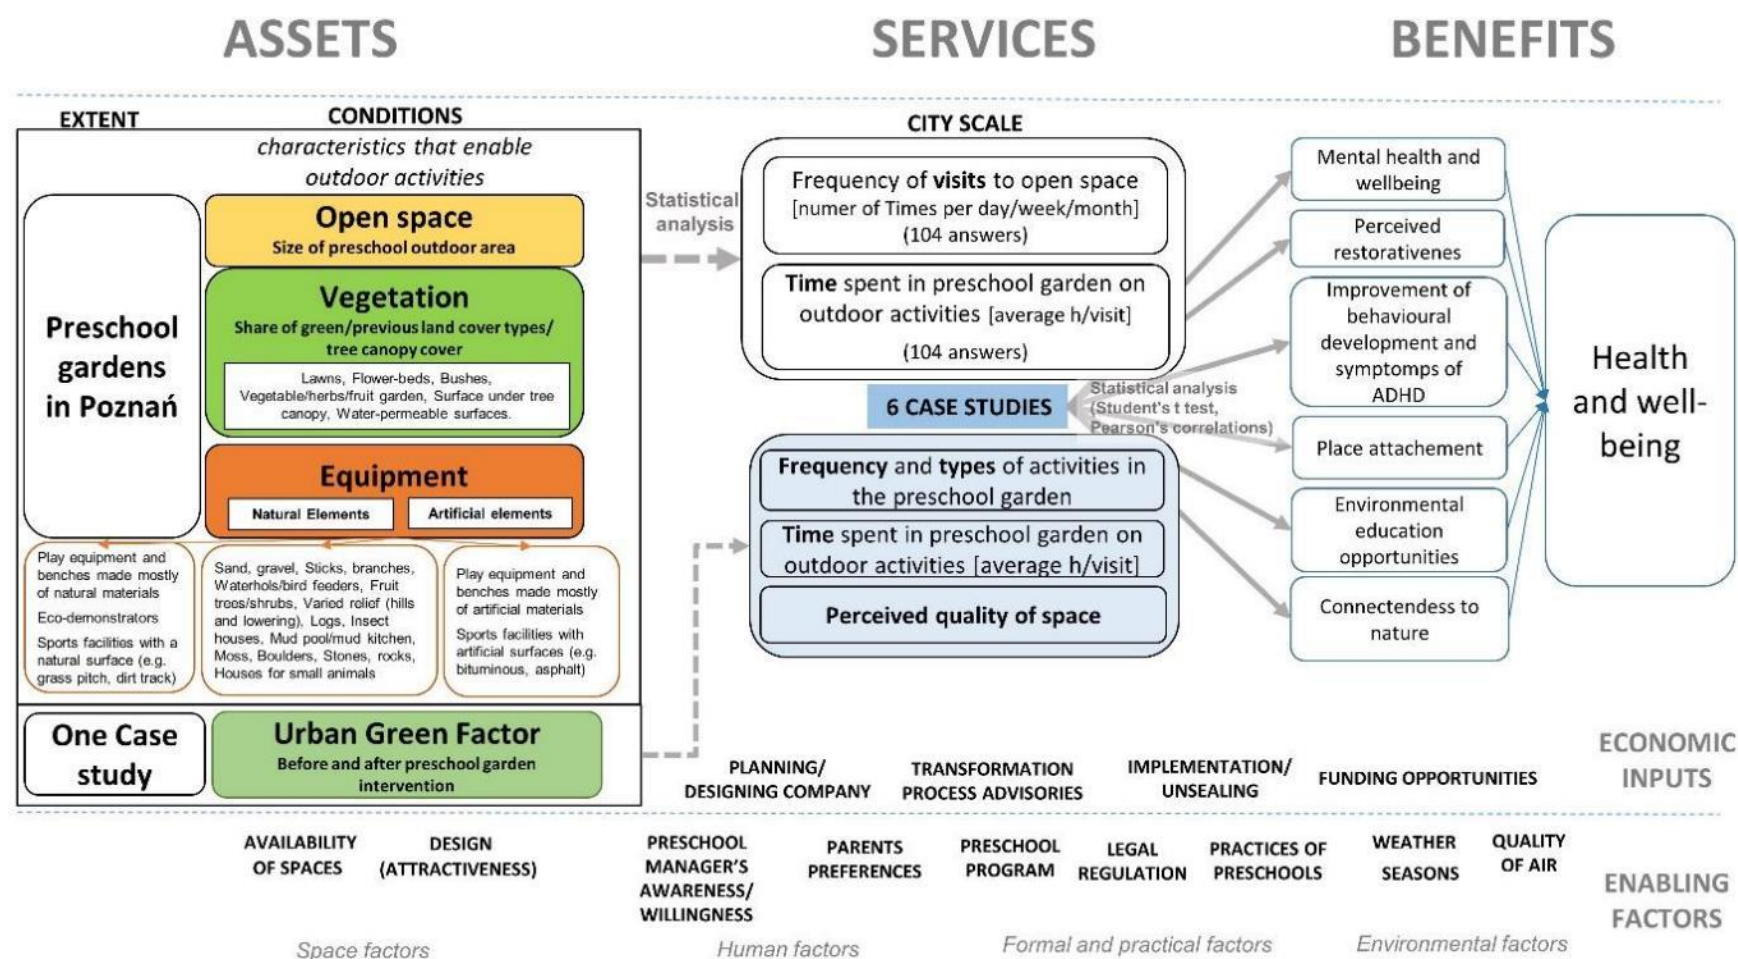 ASSETS
SERVICES
BENEFITS
EXTENT
CONDITIONS
characteristics that enable
outdoor activities
Preschool
gardens
in Poznań
Open space
Size of preschool outdoor area
Vegetation
Share of green/previous land cover types/
tree canopy cover
Lawns, Flower-beds, Bushes,
Vegetable/herbs/fruit garden, Surface under tree
canopy, Water-permeable surfaces.
Equipment
Natural Elements
Artificial elements
Play equipment and
benches made mostly
of natural materials
Eco-demonstrators
Sports facilities with a
natural surface (e.g.
grass pitch, dirt track)
Sand, gravel, Sticks, branches,
Waterhols/bird feeders, Fruit
trees/shrubs, Varied relief (hills
and lowering), Logs, Insect
houses, Mud pool/mud kitchen,
Moss, Boulders, Stones, rocks,
Houses for small animals
Play equipment and
benches made mostly
of artificial materials
Sports facilities with
artificial surfaces (e.g.
bituminous, asphalt)
One Case
study
Urban Green Factor
Before and after preschool garden
intervention
Statistical
analysis
CITY SCALE
Frequency of visits to open space
[numer of Times per day/week/month]
(104 answers)
Time spent in preschool garden on
outdoor activities [average h/visit]
(104 answers)
6 CASE STUDIES
Statistical analysis
(Student's t test,
Pearson's correlations)
Frequency and types of activities in
the preschool garden
Time spent in preschool garden on
outdoor activities [average h/visit]
Perceived quality of space
Mental health and
wellbeing
Perceived
restorativenes
Improvement of
behavioural
development and
symptomps of
ADHD
Place attachement
Environmental
education
opportunities
Connectendess to
nature
Health
and well-
being
PLANNING/
DESIGNING COMPANY
TRANSFORMATION
PROCESS ADVISORIES
IMPLEMENTATION/
UNSEALING
FUNDING OPPORTUNITIES
ECONOMIC
INPUTS
AVAILABILITY
OF SPACES
DESIGN
(ATTRACTIVENESS)
PRESCHOOL
MANAGER'S
AWARENESS/
WILLINGNESS
PARENTS
PREFERENCES
PRESCHOOL
PROGRAM
LEGAL
REGULATION
PRACTICES OF
PRESCHOOLS
WEATHER
SEASONS
QUALITY
OF AIR
ENABLING
FACTORS
Space factors
Human factors
Formal and practical factors
Environmental factors